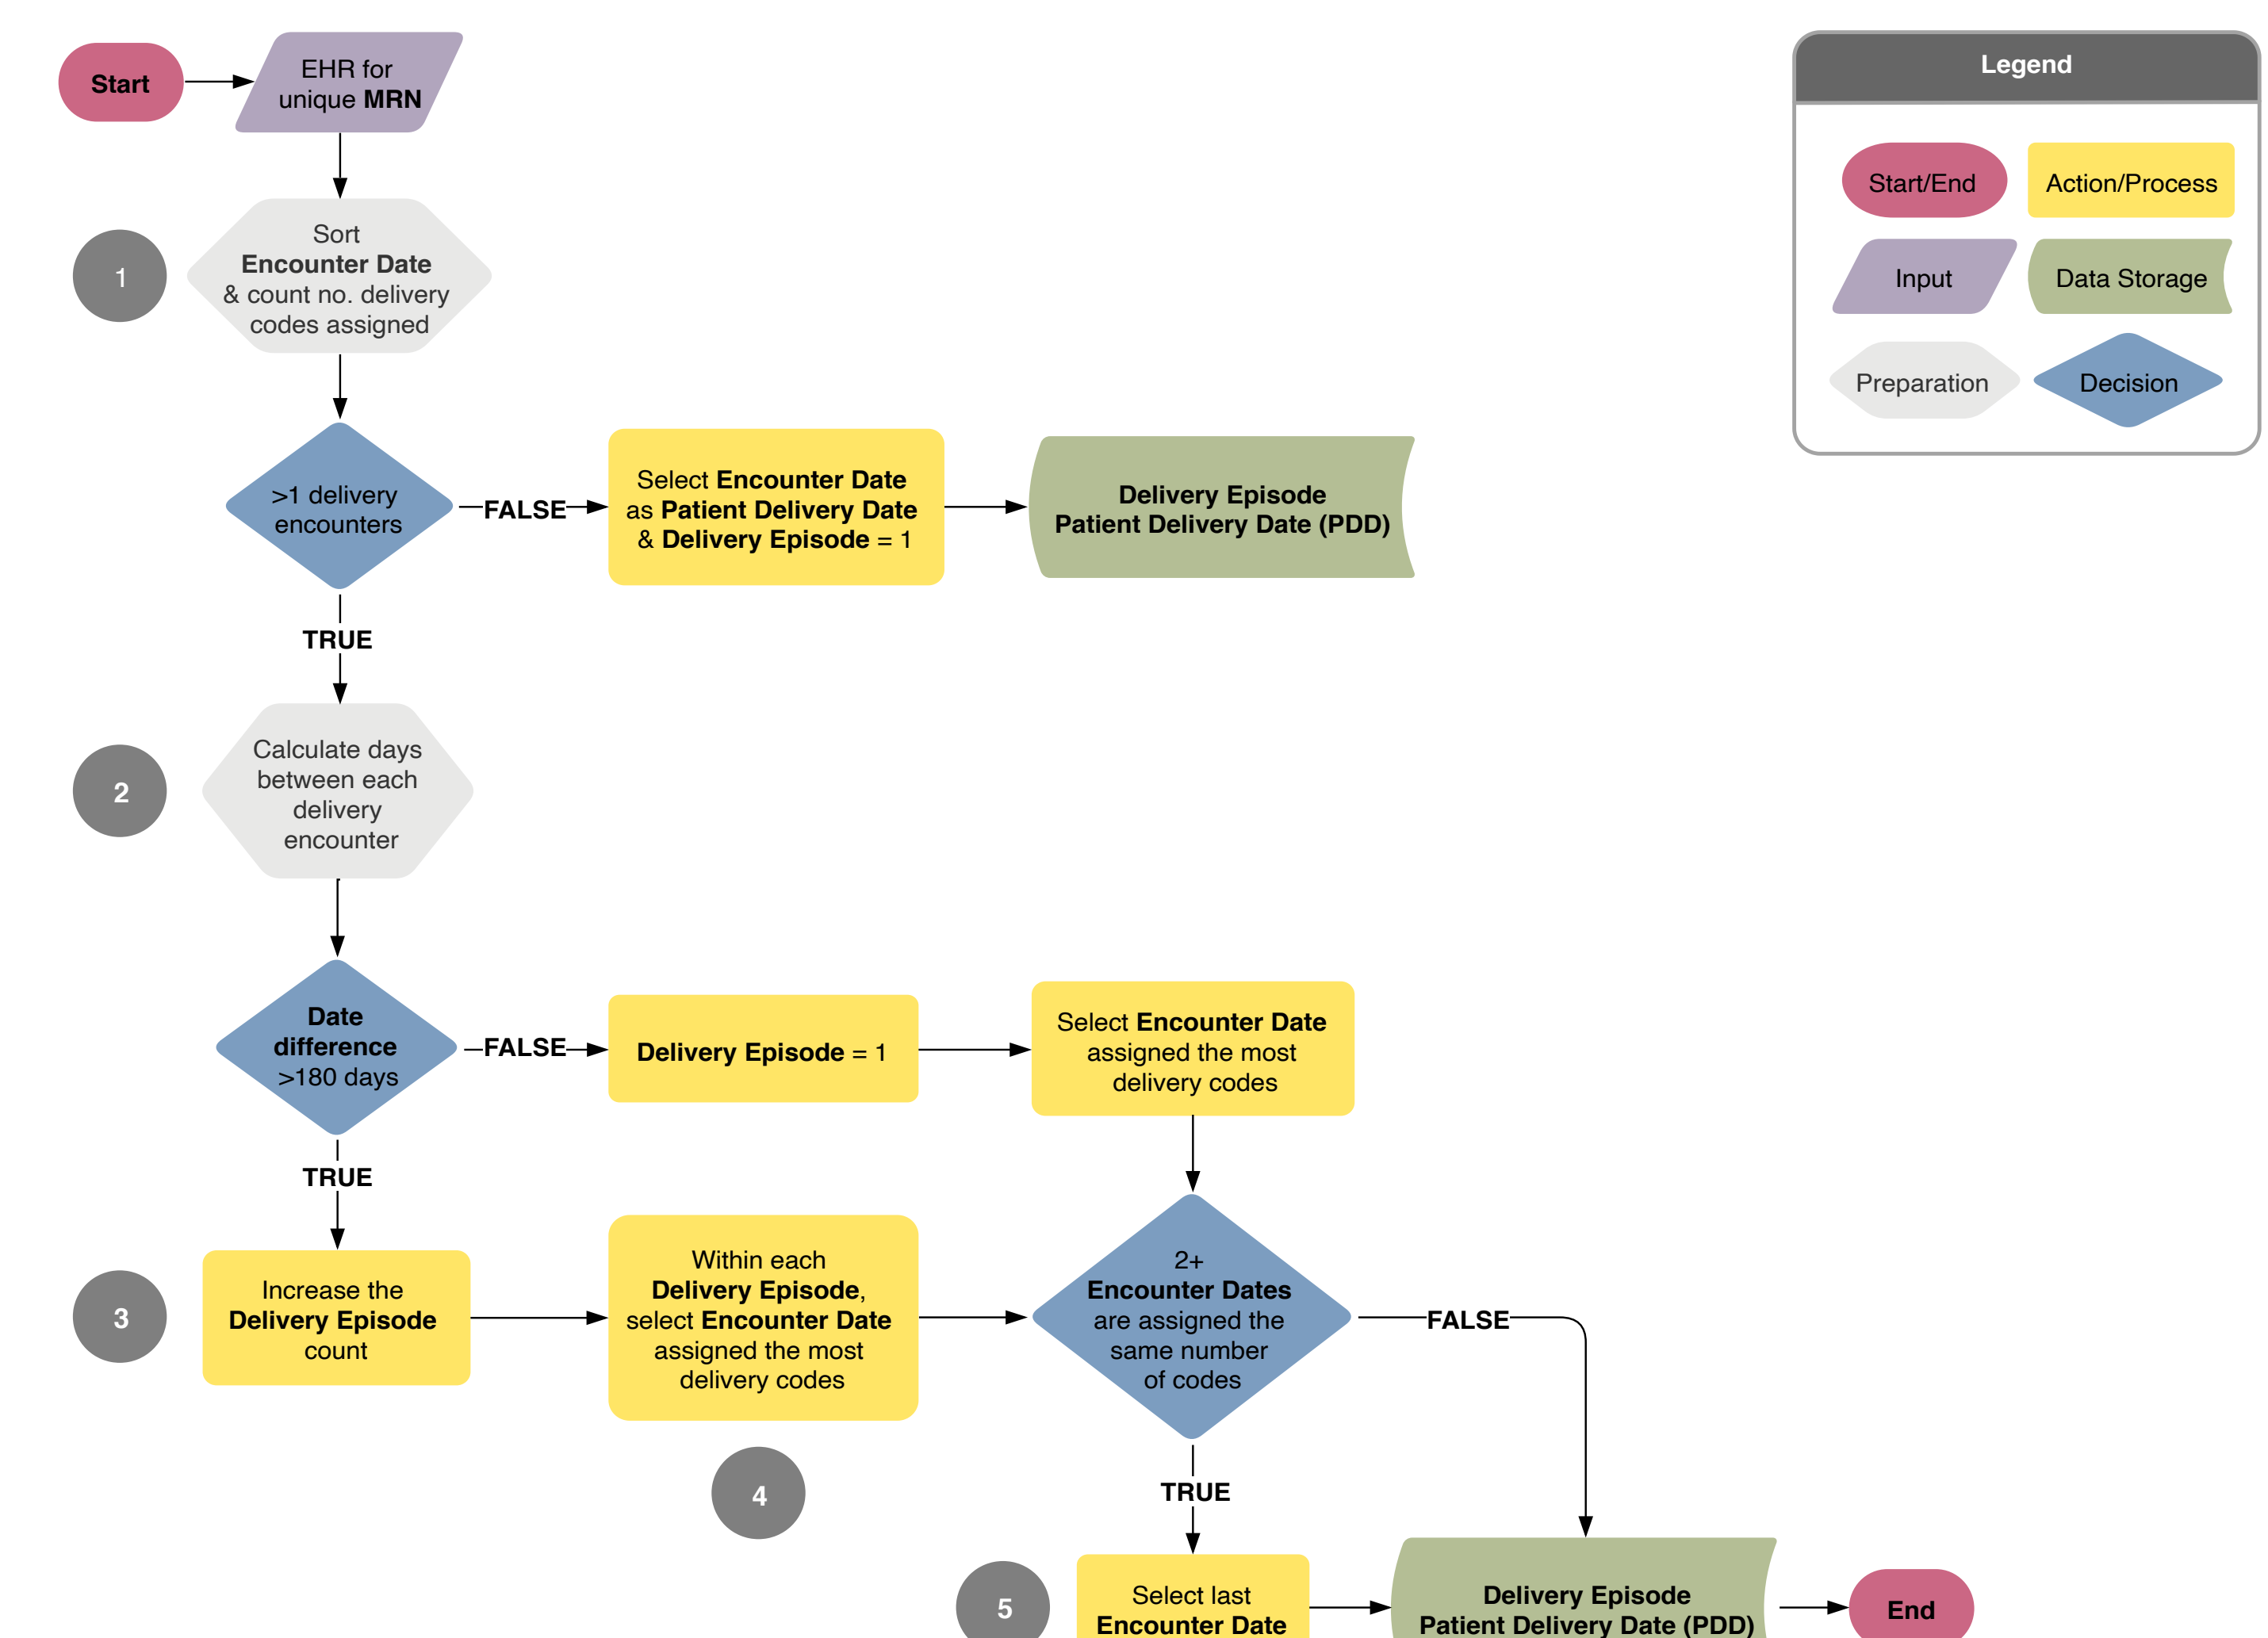 Start
EHR for
unique MRN
Legend
Start/End
Action/Process
Input
Data Storage
Preparation
Decision
1
Sort
Encounter Date
& count no. delivery
codes assigned
>1 delivery
encounters
FALSE
Select Encounter Date
as Patient Delivery Date
& Delivery Episode = 1
Delivery Episode
Patient Delivery Date (PDD)
TRUE
2
Calculate days
between each
delivery
encounter
Date
difference
>180 days
FALSE
Delivery Episode = 1
Select Encounter Date
assigned the most
delivery codes
TRUE
3
Increase the
Delivery Episode
count
Within each
Delivery Episode,
select Encounter Date
assigned the most
delivery codes
2+
Encounter Dates
are assigned the
same number
of codes
FALSE
4
TRUE
5
Select last
Encounter Date
Delivery Episode
Patient Delivery Date (PDD)
End